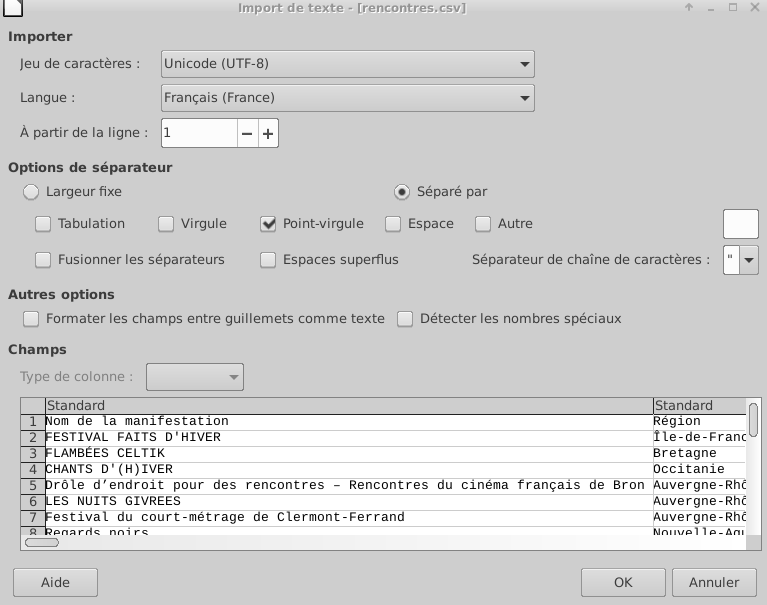 Import de texte - [rencontres.csv]
Importer
Jeu de caractères : Unicode (UTF-8)
Langue : Français (France)
À partir de la ligne : 1
Options de séparateur
Largeur fixe Séparé par
Tabulation Virgule Point-virgule Espace Autre
Fusionner les séparateurs Espaces superflus Séparateur de chaîne de caractères : "
Autres options
Formater les champs entre guillemets comme texte Détecter les nombres spéciaux
Champs
Type de colonne :
Standard Standard
1 Nom de la manifestation Région
2 FESTIVAL FAITS D'HIVER Île-de-Franc
3 FLAMBÉES CELTIK Bretagne
4 CHANTS D'(H)IVER Occitanie
5 Drôle d’endroit pour des rencontres – Rencontres du cinéma français de Bron Auvergne-Rhô
6 LES NUITS GIVREES Auvergne-Rhô
7 Festival du court-métrage de Clermont-Ferrand Auvergne-Rhô
8 Regards noirs Nouvelle-Aqu
Aide OK Annuler